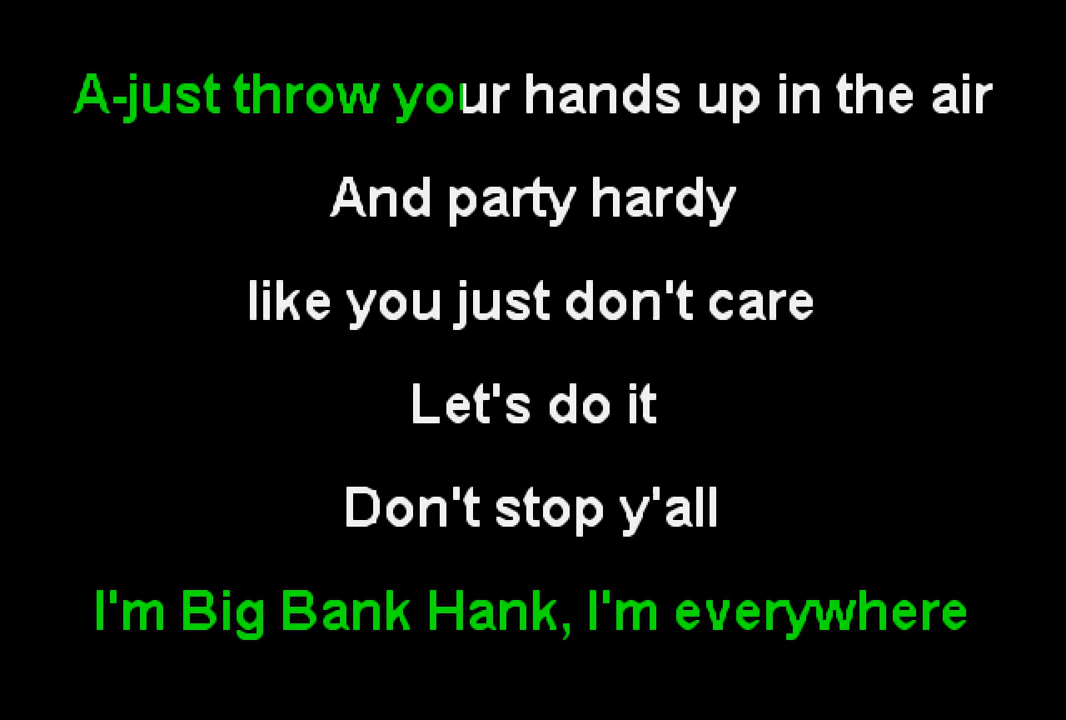 A-just throw your hands up in the air
And party hardy
like you just don't care
Let's do it
Don't stop y'all
I'm Big Bank Hank, I'm everywhere